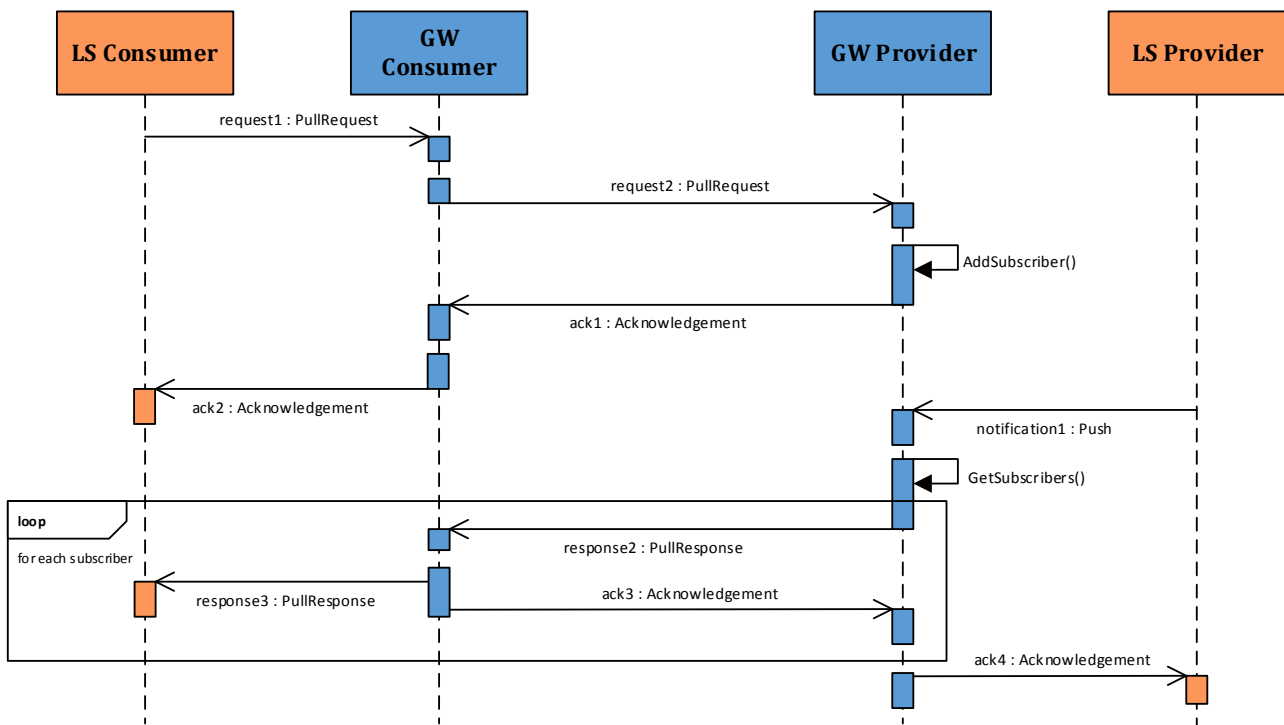 LS Consumer
GW
Consumer
GW Provider
LS Provider
request1 : PullRequest
request2 : PullRequest
AddSubscriber()
ack1 : Acknowledgement
ack2 : Acknowledgement
notification1 : Push
GetSubscribers()
loop
for each subscriber
response2 : PullResponse
response3 : PullResponse
ack3 : Acknowledgement
ack4 : Acknowledgement